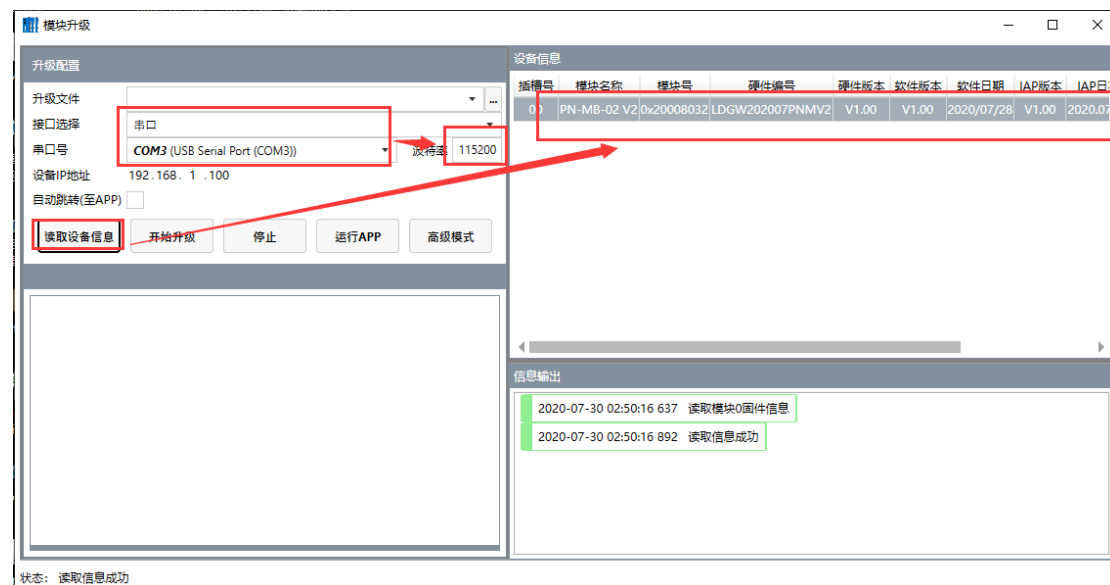 模块升级
升级配置
升级文件
...
接口选择 串口
串口号 COM3 (USB Serial Port (COM3)) 波特率 115200
设备IP地址 192.168. 1 .100
自动跳转(至APP)
读取设备信息 开始升级 停止 运行APP 高级模式
设备信息
插槽号 模块名称 模块号 硬件编号 硬件版本 软件版本 软件日期 IAP版本 IAP日
00 PN-MB-02 V2 0x20008032 LDGW202007PNMV2 V1.00 V1.00 2020/07/28 V1.00 2020.07
信息输出
2020-07-30 02:50:16 637 读取模块0固件信息
2020-07-30 02:50:16 892 读取信息成功
状态: 读取信息成功